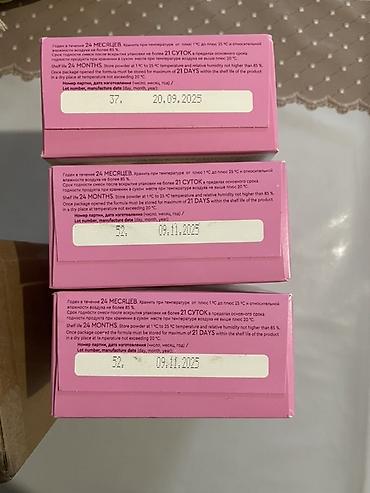 Годен в течение 24 МЕСЯЦЕВ. Хранить при температуре от плюс 1 °С до плюс 25 °С и относительной
влажности воздуха не более 85 %.
Срок годности смеси после вскрытия упаковки не более 21 СУТОК в пределах основного срока
годности продукта при хранении в сухом месте при температуре воздуха не выше плюс 20 °С.
Shelf life 24 MONTHS. Store powder at 1 °C to 25 °C temperature and relative humidity not higher than 85 %.
Once package opened the formula must be stored for maximum of 21 DAYS within the shelf life of the product
in a dry place at temperature not exceeding 20 °C.
Номер партии, дата изготовления (число, месяц, год) /
Lot number, manufacture date (day, month, year):
37. 20.09.2025
Годен в течение 24 МЕСЯЦЕВ. Хранить при температуре от плюс 1 °С до плюс 25 °С и относительной
влажности воздуха не более 85 %.
Срок годности смеси после вскрытия упаковки не более 21 СУТОК в пределах основного срока
годности продукта при хранении в сухом месте при температуре воздуха не выше плюс 20 °С.
Shelf life 24 MONTHS. Store powder at 1 °C to 25 °C temperature and relative humidity not higher than 85 %.
Once package opened the formula must be stored for maximum of 21 DAYS within the shelf life of the product
in a dry place at temperature not exceeding 20 °C.
Номер партии, дата изготовления (число, месяц, год) /
Lot number, manufacture date (day, month, year):
52. 09.11.2025
Годен в течение 24 МЕСЯЦЕВ. Хранить при температуре от плюс 1 °С до плюс 25 °С и относительной
влажности воздуха не более 85 %.
Срок годности смеси после вскрытия упаковки не более 21 СУТОК в пределах основного срока
годности продукта при хранении в сухом месте при температуре воздуха не выше плюс 20 °С.
Shelf life 24 MONTHS. Store powder at 1 °C to 25 °C temperature and relative humidity not higher than 85 %.
Once package opened the formula must be stored for maximum of 21 DAYS within the shelf life of the product
in a dry place at temperature not exceeding 20 °C.
Номер партии, дата изготовления (число, месяц, год) /
Lot number, manufacture date (day, month, year):
52. 09.11.2025